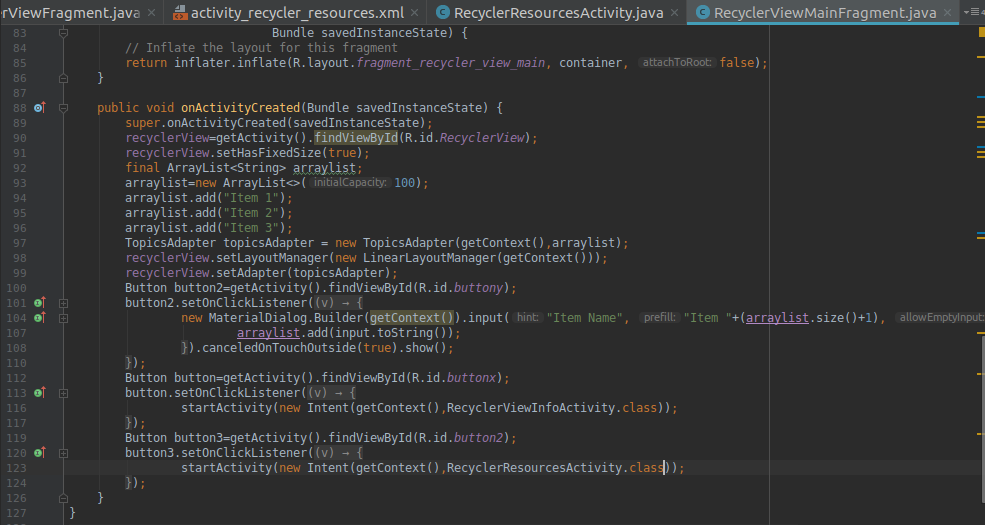 rViewFragment.java × activity_recycler_resources.xml × RecyclerResourcesActivity.java × RecyclerViewMainFragment.java ×
83 Bundle savedInstanceState) {
84 // Inflate the layout for this fragment
85 return inflater.inflate(R.layout.fragment_recycler_view_main, container, attachToRoot: false);
86 }
87
88 public void onActivityCreated(Bundle savedInstanceState) {
89 super.onActivityCreated(savedInstanceState);
90 recyclerView=getActivity().findViewById(R.id.RecyclerView);
91 recyclerView.setHasFixedSize(true);
92 final ArrayList<String> arraylist;
93 arraylist=new ArrayList<>( initialCapacity: 100);
94 arraylist.add("Item 1");
95 arraylist.add("Item 2");
96 arraylist.add("Item 3");
97 TopicsAdapter topicsAdapter = new TopicsAdapter(getContext(),arraylist);
98 recyclerView.setLayoutManager(new LinearLayoutManager(getContext()));
99 recyclerView.setAdapter(topicsAdapter);
100 Button button2=getActivity().findViewById(R.id.buttony);
101 button2.setOnClickListener((v) → {
104 new MaterialDialog.Builder(getContext()).input( hint: "Item Name", prefill: "Item "+(arraylist.size()+1), allowEmptyInput:
107 arraylist.add(input.toString());
108 }).canceledOnTouchOutside(true).show();
110 });
112 Button button=getActivity().findViewById(R.id.buttonx);
113 button.setOnClickListener((v) → {
116 startActivity(new Intent(getContext(),RecyclerViewInfoActivity.class));
117 });
119 Button button3=getActivity().findViewById(R.id.button2);
120 button3.setOnClickListener((v) → {
123 startActivity(new Intent(getContext(),RecyclerResourcesActivity.class));
124 });
126 }
127 }